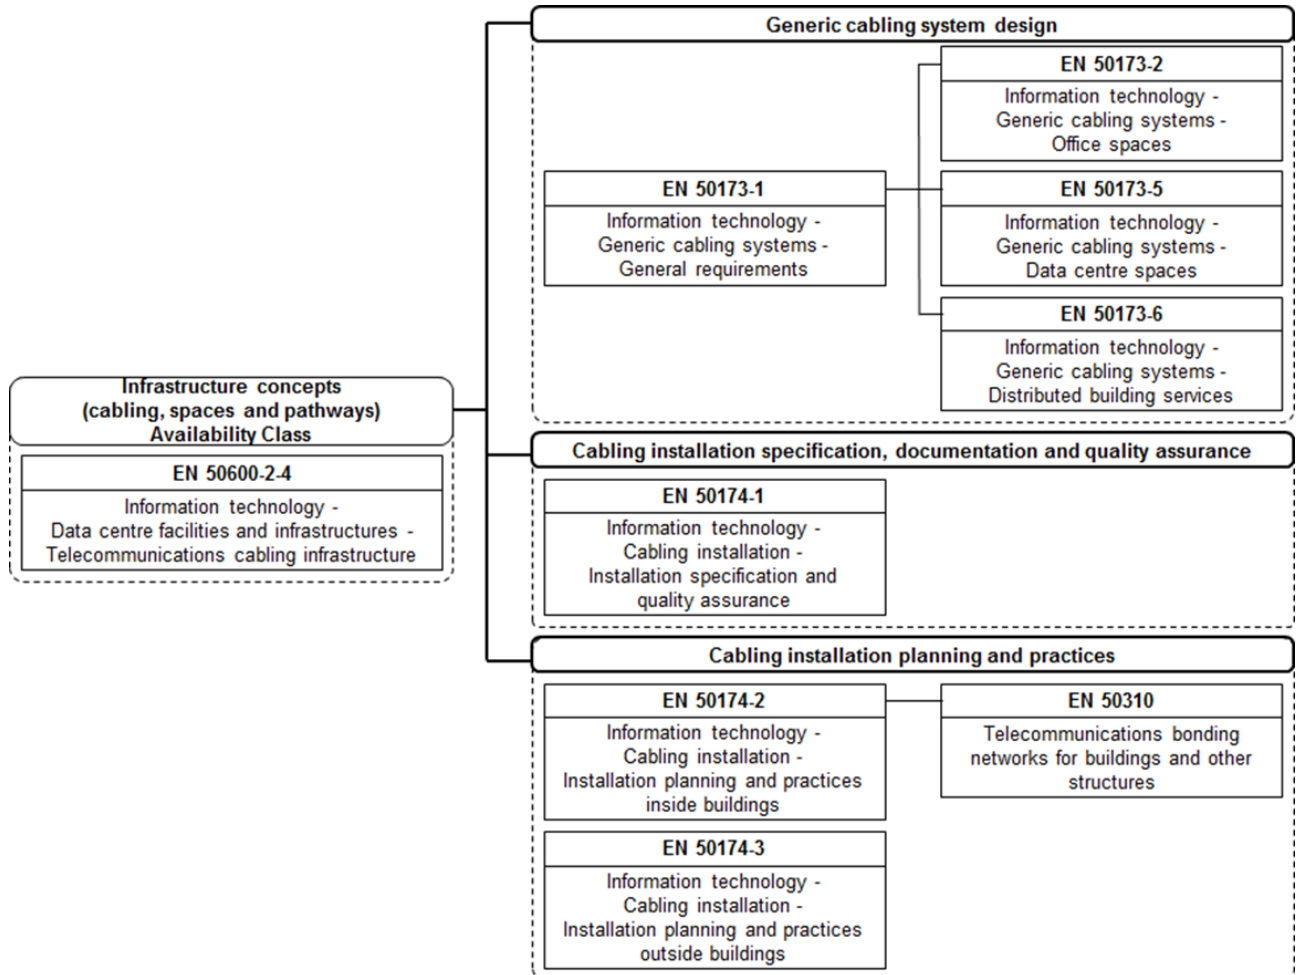 Generic cabling system design
EN 50173-2
Information technology -
Generic cabling systems -
Office spaces
EN 50173-1
Information technology -
Generic cabling systems -
General requirements
EN 50173-5
Information technology -
Generic cabling systems -
Data centre spaces
EN 50173-6
Information technology -
Generic cabling systems -
Distributed building services
Infrastructure concepts
(cabling, spaces and pathways)
Availability Class
EN 50600-2-4
Information technology -
Data centre facilities and infrastructures -
Telecommunications cabling infrastructure
Cabling installation specification, documentation and quality assurance
EN 50174-1
Information technology -
Cabling installation -
Installation specification and
quality assurance
Cabling installation planning and practices
EN 50174-2
Information technology -
Cabling installation -
Installation planning and practices
inside buildings
EN 50310
Telecommunications bonding
networks for buildings and other
structures
EN 50174-3
Information technology -
Cabling installation -
Installation planning and practices
outside buildings